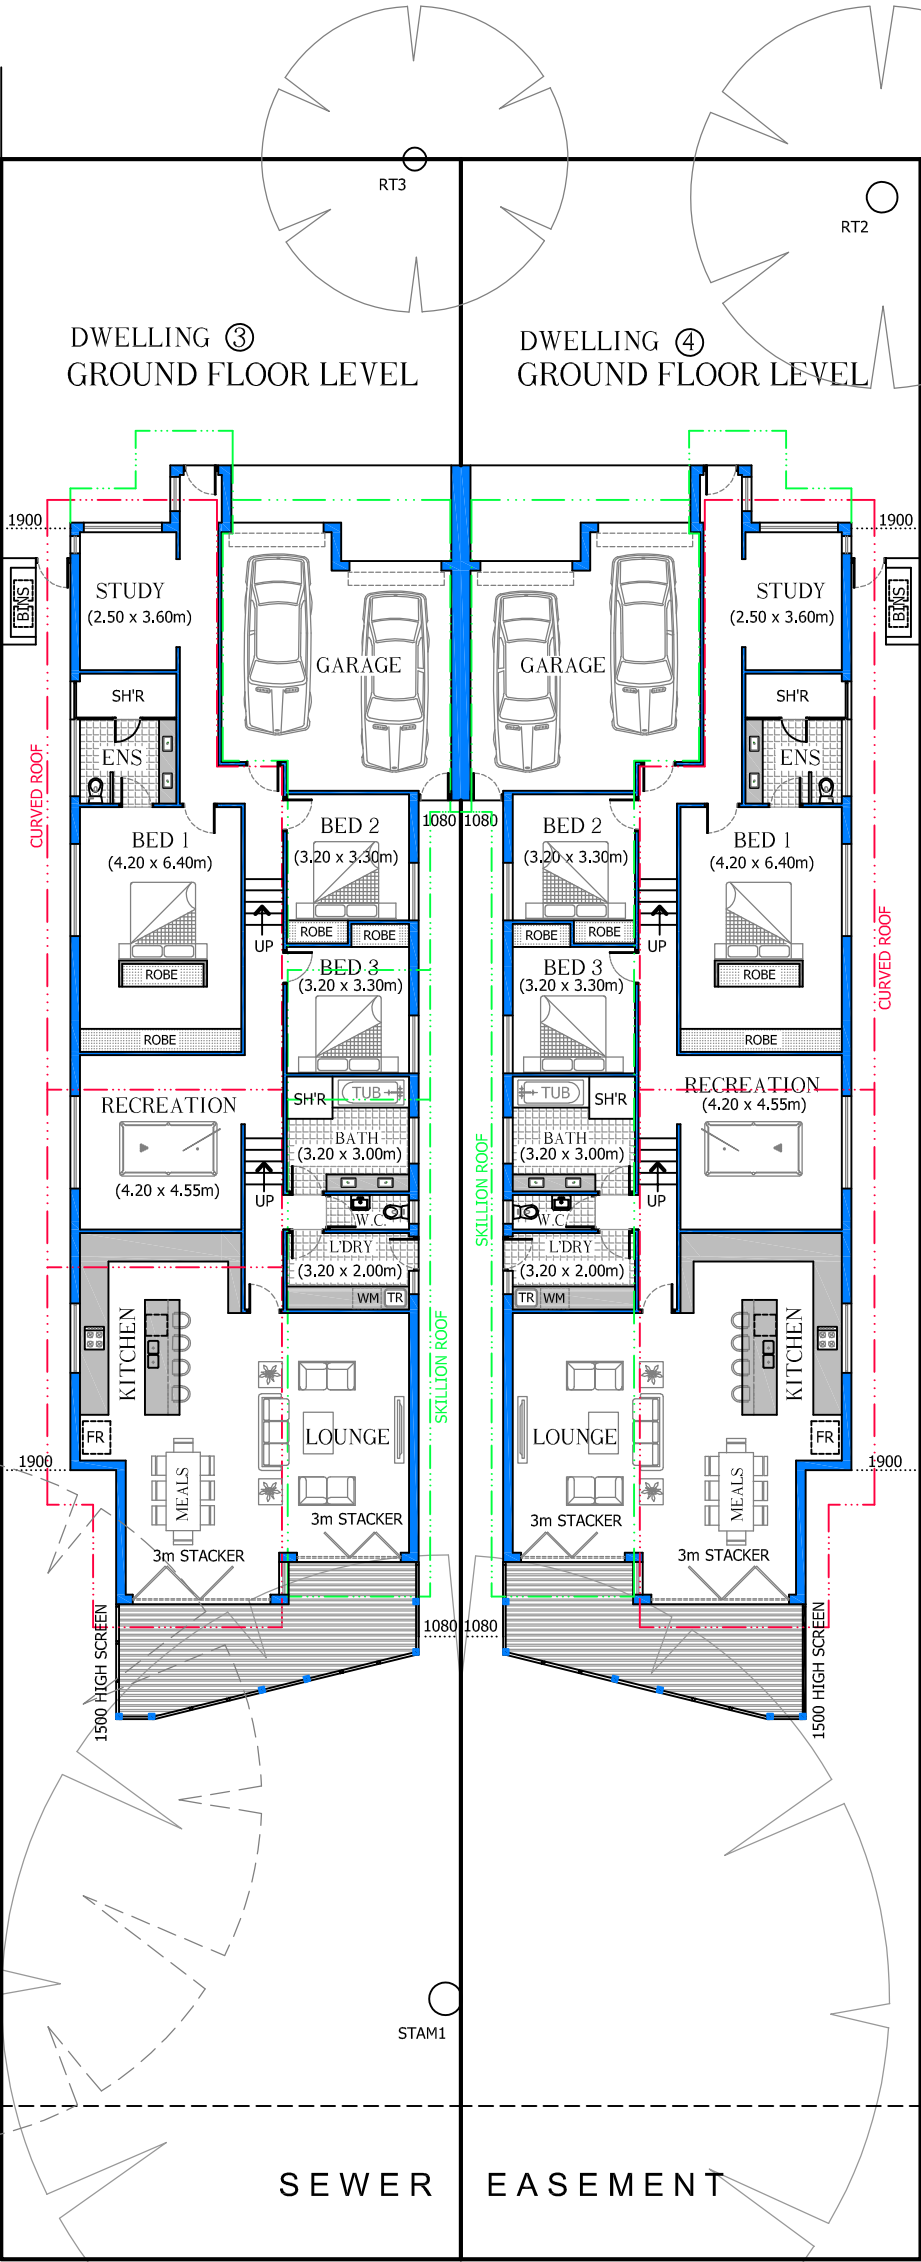 RT3
RT2
DWELLING 3
GROUND FLOOR LEVEL
DWELLING 4
GROUND FLOOR LEVEL
1900
1900
BINS
STUDY
(2.50 x 3.60m)
GARAGE
GARAGE
STUDY
(2.50 x 3.60m)
BINS
SH'R
SH'R
ENS
ENS
CURVED ROOF
CURVED ROOF
BED 1
(4.20 x 6.40m)
BED 2
(3.20 x 3.30m)
1080
1080
BED 2
(3.20 x 3.30m)
BED 1
(4.20 x 6.40m)
UP
ROBE
ROBE
ROBE
ROBE
UP
ROBE
ROBE
BED 3
(3.20 x 3.30m)
BED 3
(3.20 x 3.30m)
ROBE
ROBE
RECREATION
(4.20 x 4.55m)
SH'R
TUB
TUB
SH'R
RECREATION
(4.20 x 4.55m)
BATH
(3.20 x 3.00m)
BATH
(3.20 x 3.00m)
SKILLION ROOF
SKILLION ROOF
UP
UP
W.C.
W.C.
L'DRY
(3.20 x 2.00m)
L'DRY
(3.20 x 2.00m)
WM
TR
TR
WM
KITCHEN
KITCHEN
FR
LOUNGE
LOUNGE
FR
1900
1900
MEALS
MEALS
3m STACKER
3m STACKER
3m STACKER
3m STACKER
1500 HIGH SCREEN
1080
1080
1500 HIGH SCREEN
STAM1
SEWER EASEMENT